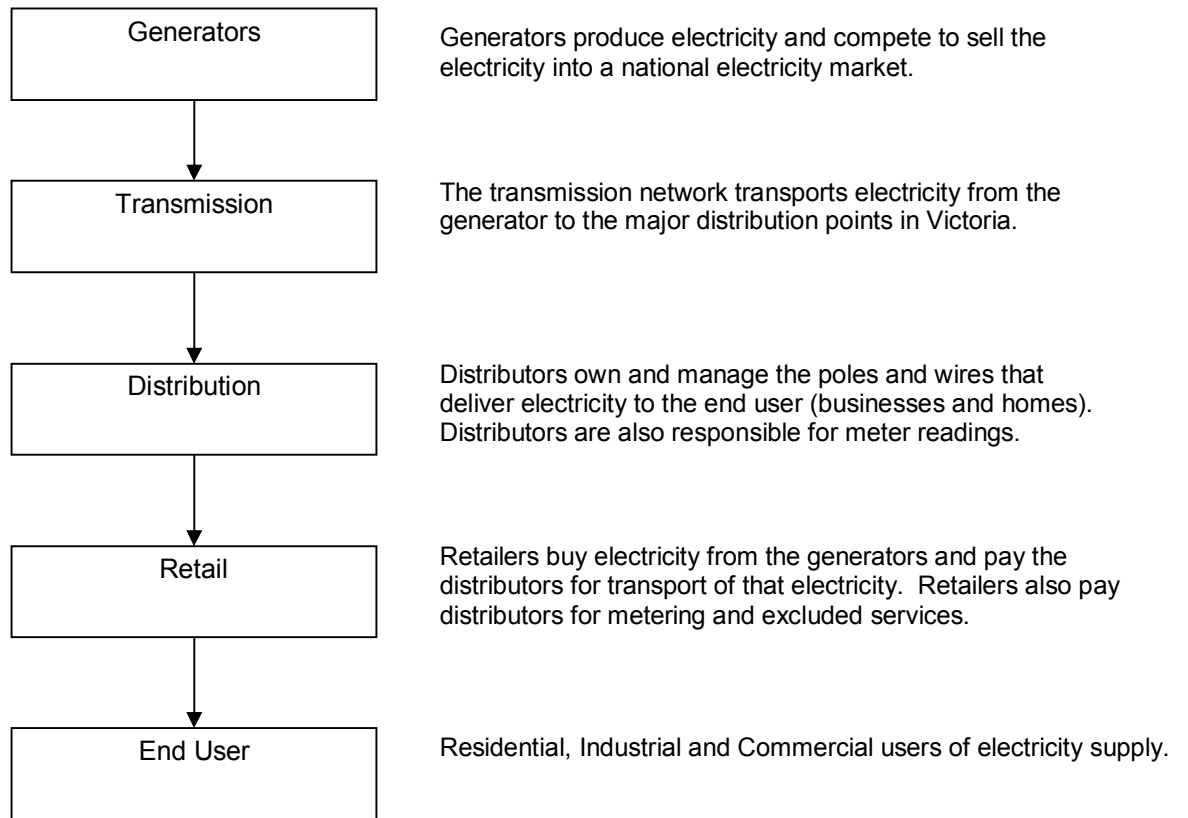 Generators
Generators produce electricity and compete to sell the
electricity into a national electricity market.
Transmission
The transmission network transports electricity from the
generator to the major distribution points in Victoria.
Distribution
Distributors own and manage the poles and wires that
deliver electricity to the end user (businesses and homes).
Distributors are also responsible for meter readings.
Retail
Retailers buy electricity from the generators and pay the
distributors for transport of that electricity.  Retailers also pay
distributors for metering and excluded services.
End User
Residential, Industrial and Commercial users of electricity supply.